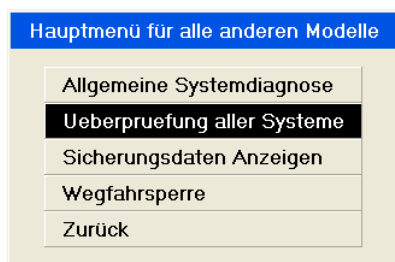 Hauptmenü für alle anderen Modelle
Allgemeine Systemdiagnose
Ueberpruefung aller Systeme
Sicherungsdaten Anzeigen
Wegfahrsperre
Zurück